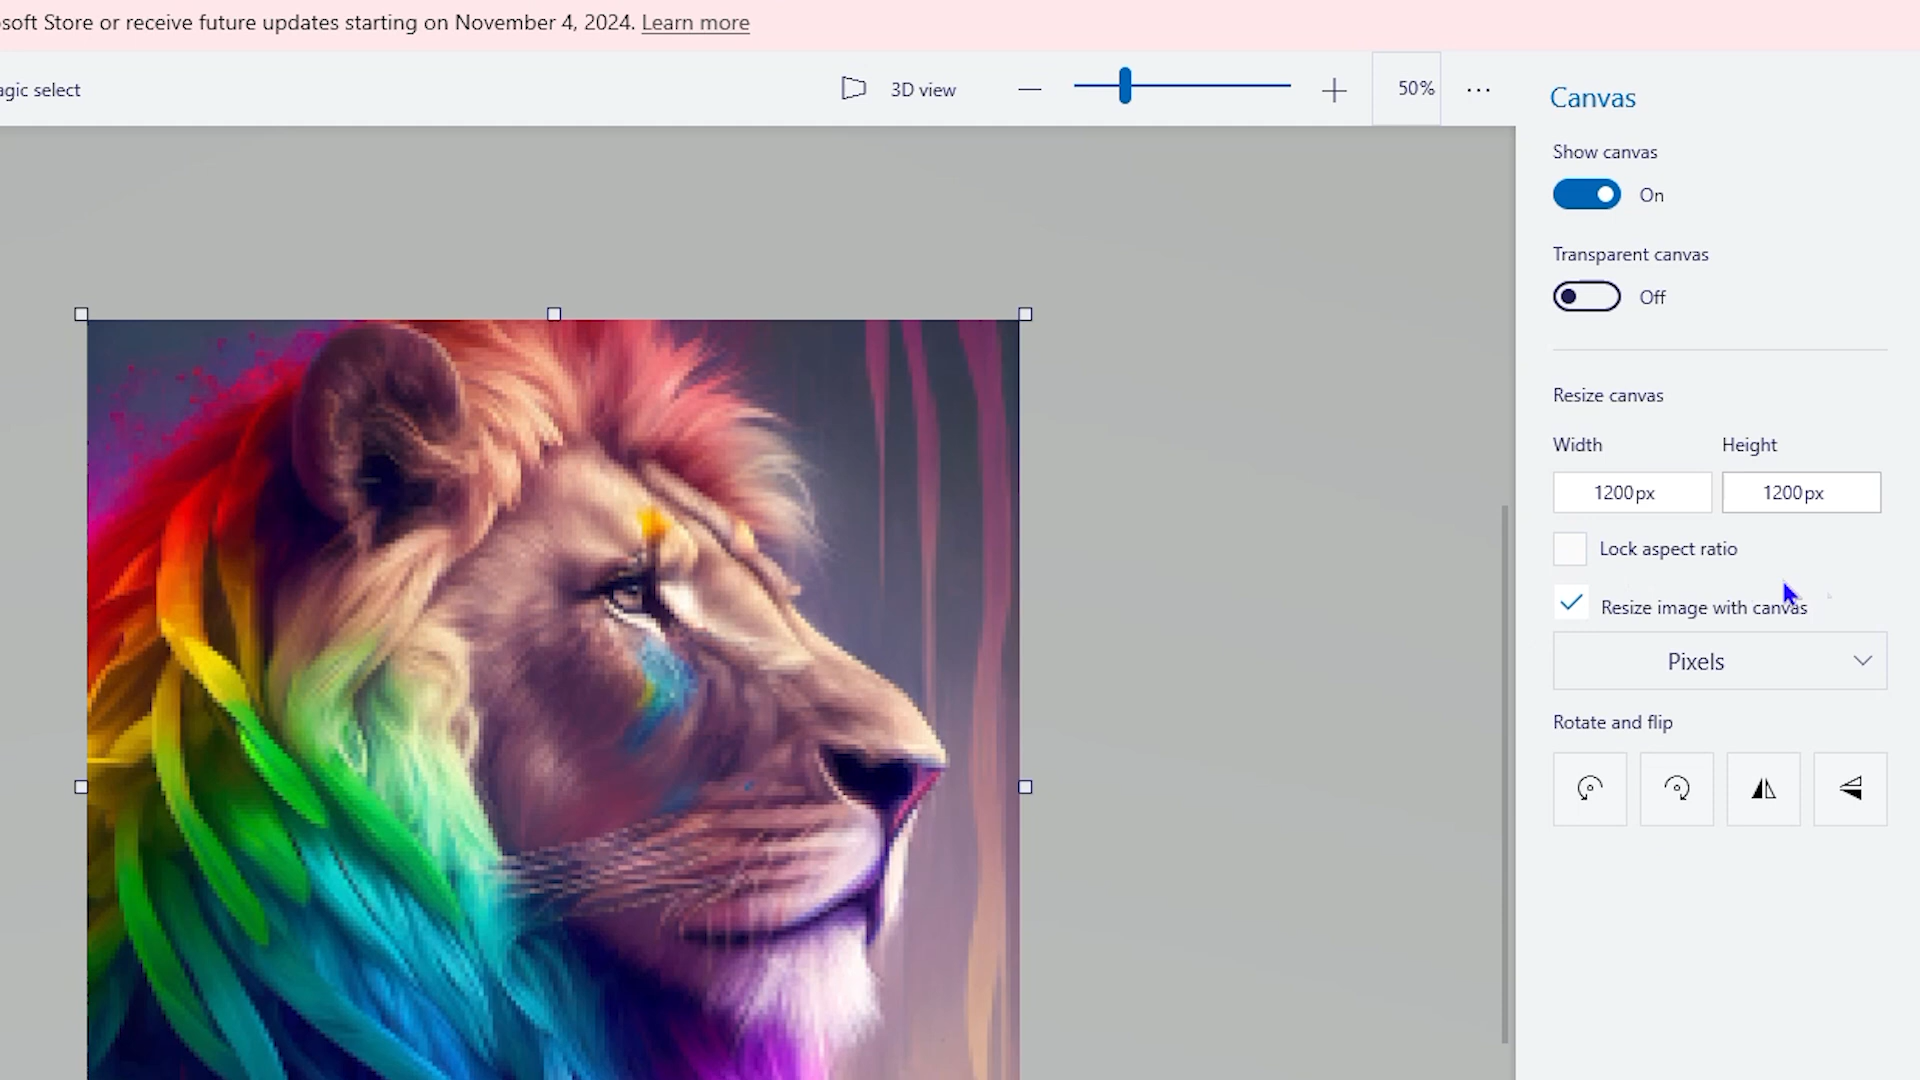 soft Store or receive future updates starting on November 4, 2024. Learn more
agic select
3D view
50%
Canvas
Show canvas
On
Transparent canvas
Off
Resize canvas
Width Height
1200px 1200px
Lock aspect ratio
Resize image with canvas
Pixels
Rotate and flip